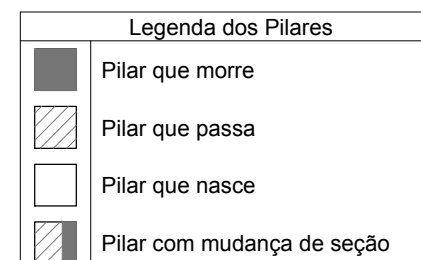 Legenda dos Pilares
Pilar que morre
Pilar que passa
Pilar que nasce
Pilar com mudança de seção